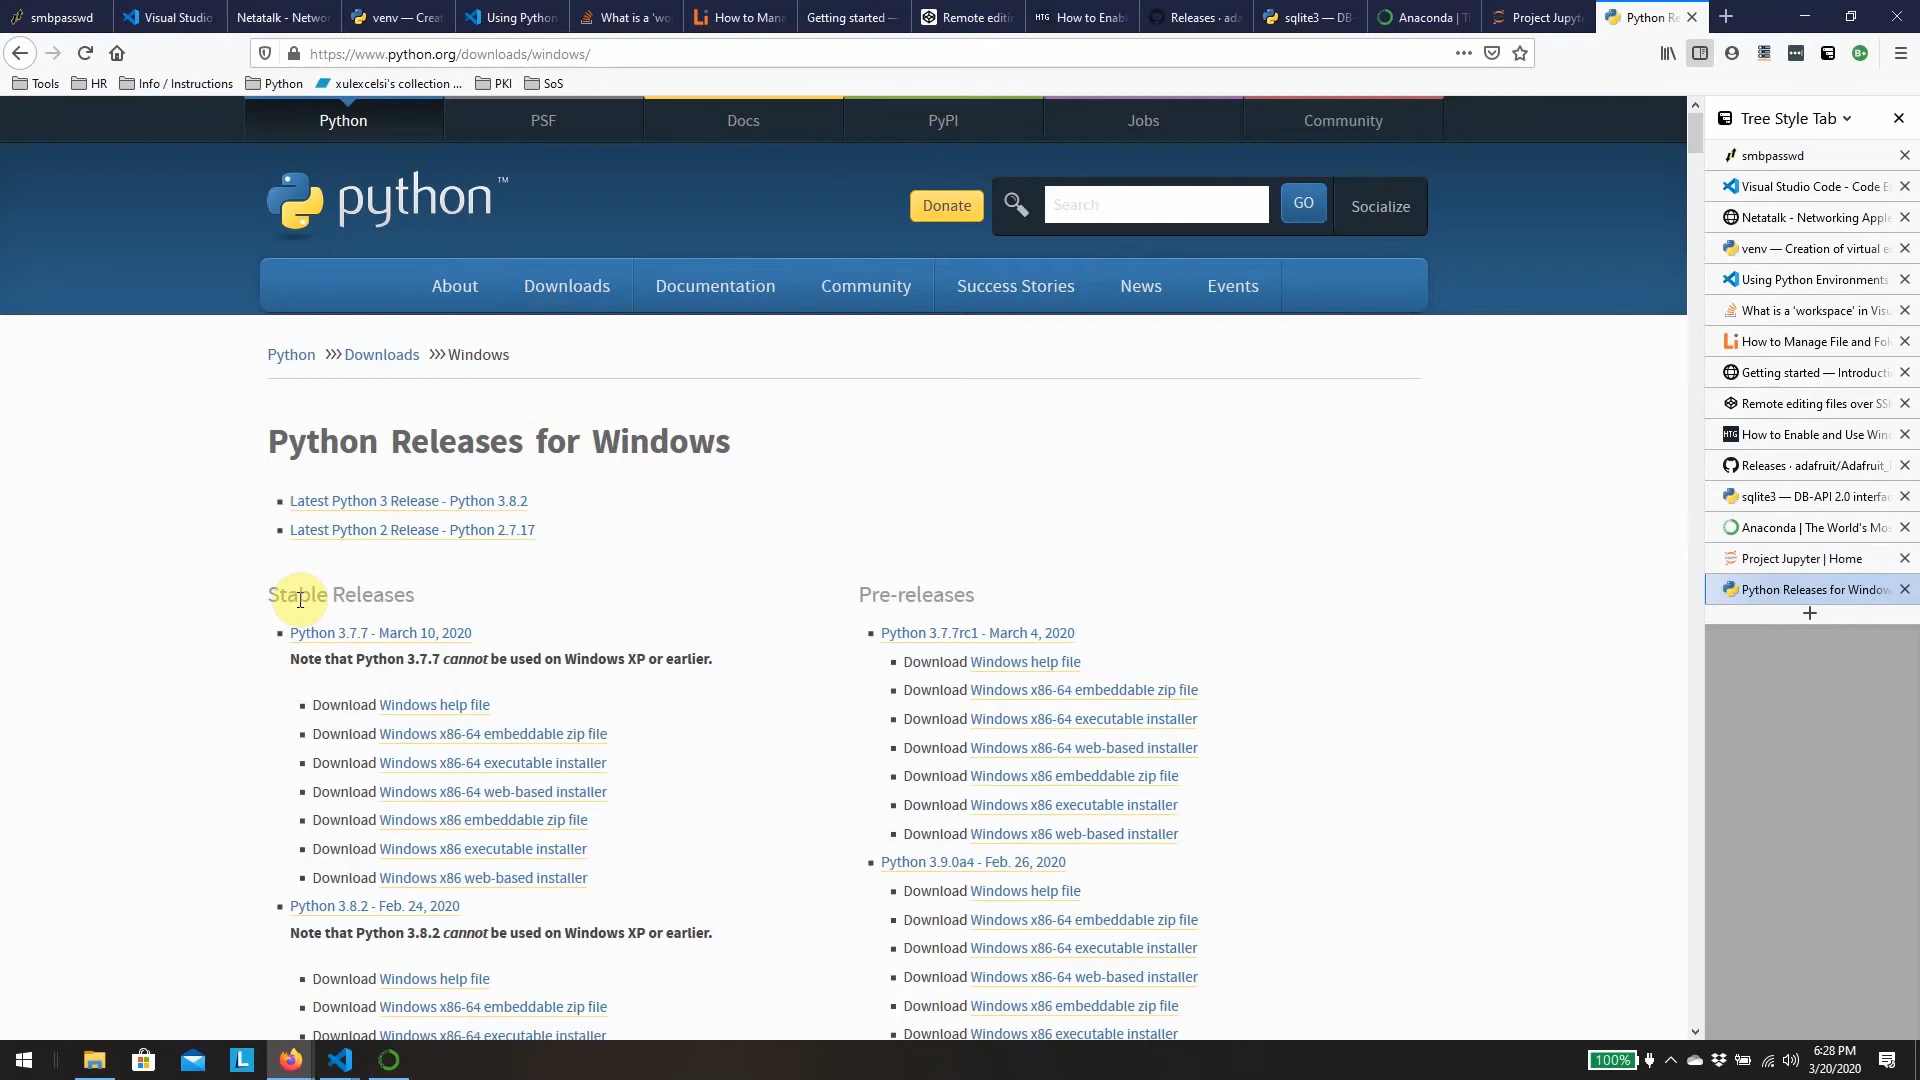 smbpasswd
Visual Studio
Netatalk - Netwo
venv — Crea
Using Python
What is a 'wo
How to Mana
Getting started —
Remote editi
HTG How to Enabl
Releases · ada
sqlite3 — DB-
Anaconda | T
Project Jupyt
Python Re
https://www.python.org/downloads/windows/
Tools
HR
Info / Instructions
Python
xulexcelsi's collection ...
PKI
SoS
Python
PSF
Docs
PyPI
Jobs
Community
python™
Donate
Search
GO
Socialize
About
Downloads
Documentation
Community
Success Stories
News
Events
Python >>> Downloads >>> Windows
Python Releases for Windows
Latest Python 3 Release - Python 3.8.2
Latest Python 2 Release - Python 2.7.17
Stable Releases
Python 3.7.7 - March 10, 2020
Note that Python 3.7.7 cannot be used on Windows XP or earlier.
Download Windows help file
Download Windows x86-64 embeddable zip file
Download Windows x86-64 executable installer
Download Windows x86-64 web-based installer
Download Windows x86 embeddable zip file
Download Windows x86 executable installer
Download Windows x86 web-based installer
Python 3.8.2 - Feb. 24, 2020
Note that Python 3.8.2 cannot be used on Windows XP or earlier.
Download Windows help file
Download Windows x86-64 embeddable zip file
Download Windows x86-64 executable installer
Pre-releases
Python 3.7.7rc1 - March 4, 2020
Download Windows help file
Download Windows x86-64 embeddable zip file
Download Windows x86-64 executable installer
Download Windows x86-64 web-based installer
Download Windows x86 embeddable zip file
Download Windows x86 executable installer
Download Windows x86 web-based installer
Python 3.9.0a4 - Feb. 26, 2020
Download Windows help file
Download Windows x86-64 embeddable zip file
Download Windows x86-64 executable installer
Download Windows x86-64 web-based installer
Download Windows x86 embeddable zip file
Download Windows x86 executable installer
Tree Style Tab
smbpasswd
Visual Studio Code - Code E
Netatalk - Networking Apple
venv — Creation of virtual e
Using Python Environments
What is a 'workspace' in Visu
How to Manage File and Fol
Getting started — Introducti
Remote editing files over SSH
HTG How to Enable and Use Win
Releases · adafruit/Adafruit_
sqlite3 — DB-API 2.0 interfac
Anaconda | The World's Mo
Project Jupyter | Home
Python Releases for Window
L
100%
6:28 PM
3/20/2020